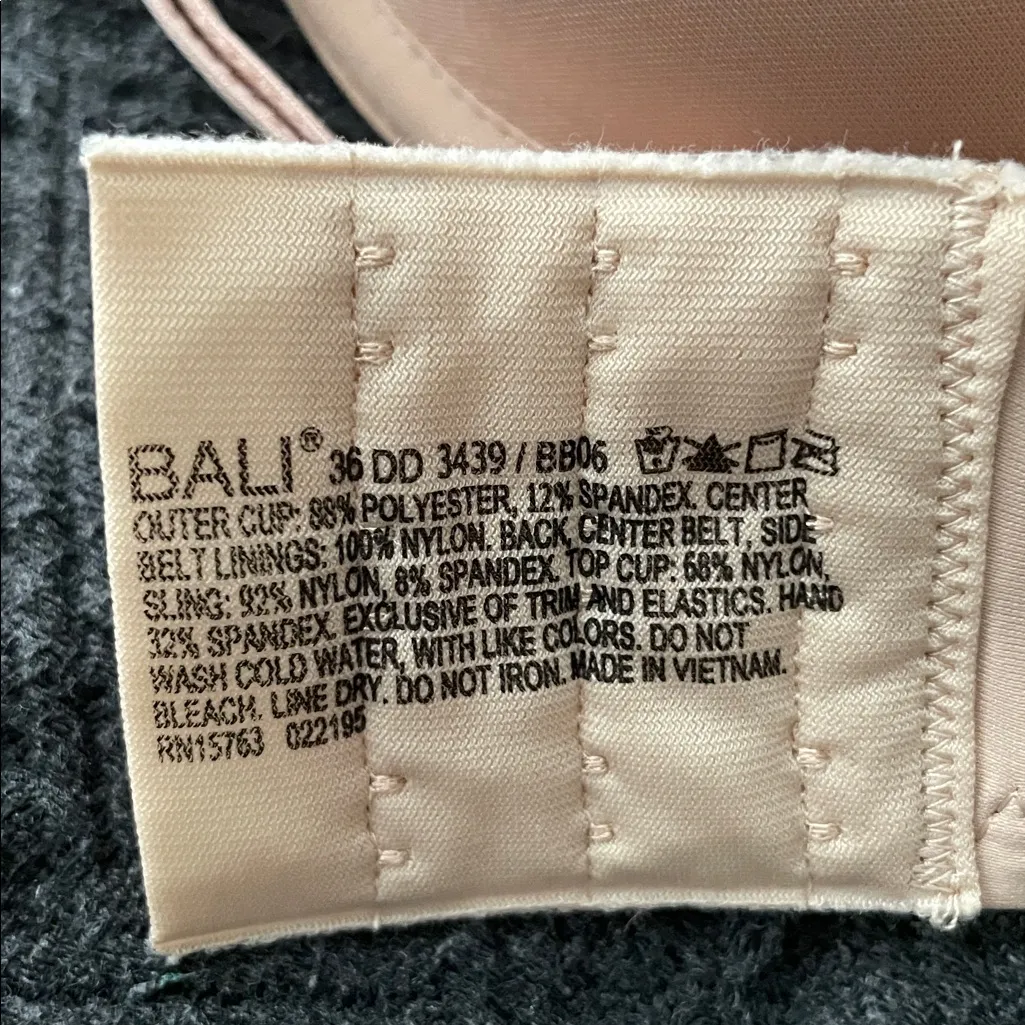 BALI® 36 DD 3439 / BB06
OUTER CUP: 88% POLYESTER, 12% SPANDEX. CENTER
BELT LININGS: 100% NYLON. BACK, CENTER BELT, SIDE
SLING: 92% NYLON, 8% SPANDEX. TOP CUP: 68% NYLON,
32% SPANDEX. EXCLUSIVE OF TRIM AND ELASTICS. HAND
WASH COLD WATER, WITH LIKE COLORS. DO NOT
BLEACH. LINE DRY. DO NOT IRON. MADE IN VIETNAM.
RN15763 022195